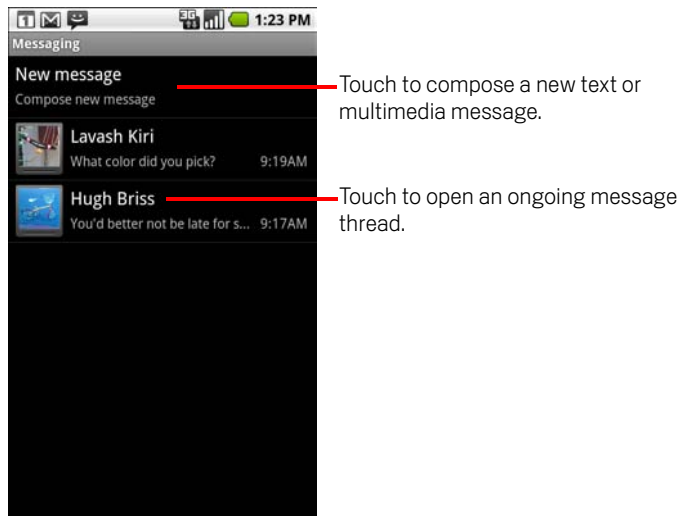 1 3G 1:23 PM
Messaging
New message
Compose new message
Touch to compose a new text or
multimedia message.
Lavash Kiri
What color did you pick? 9:19AM
Hugh Briss
You'd better not be late for s... 9:17AM
Touch to open an ongoing message
thread.